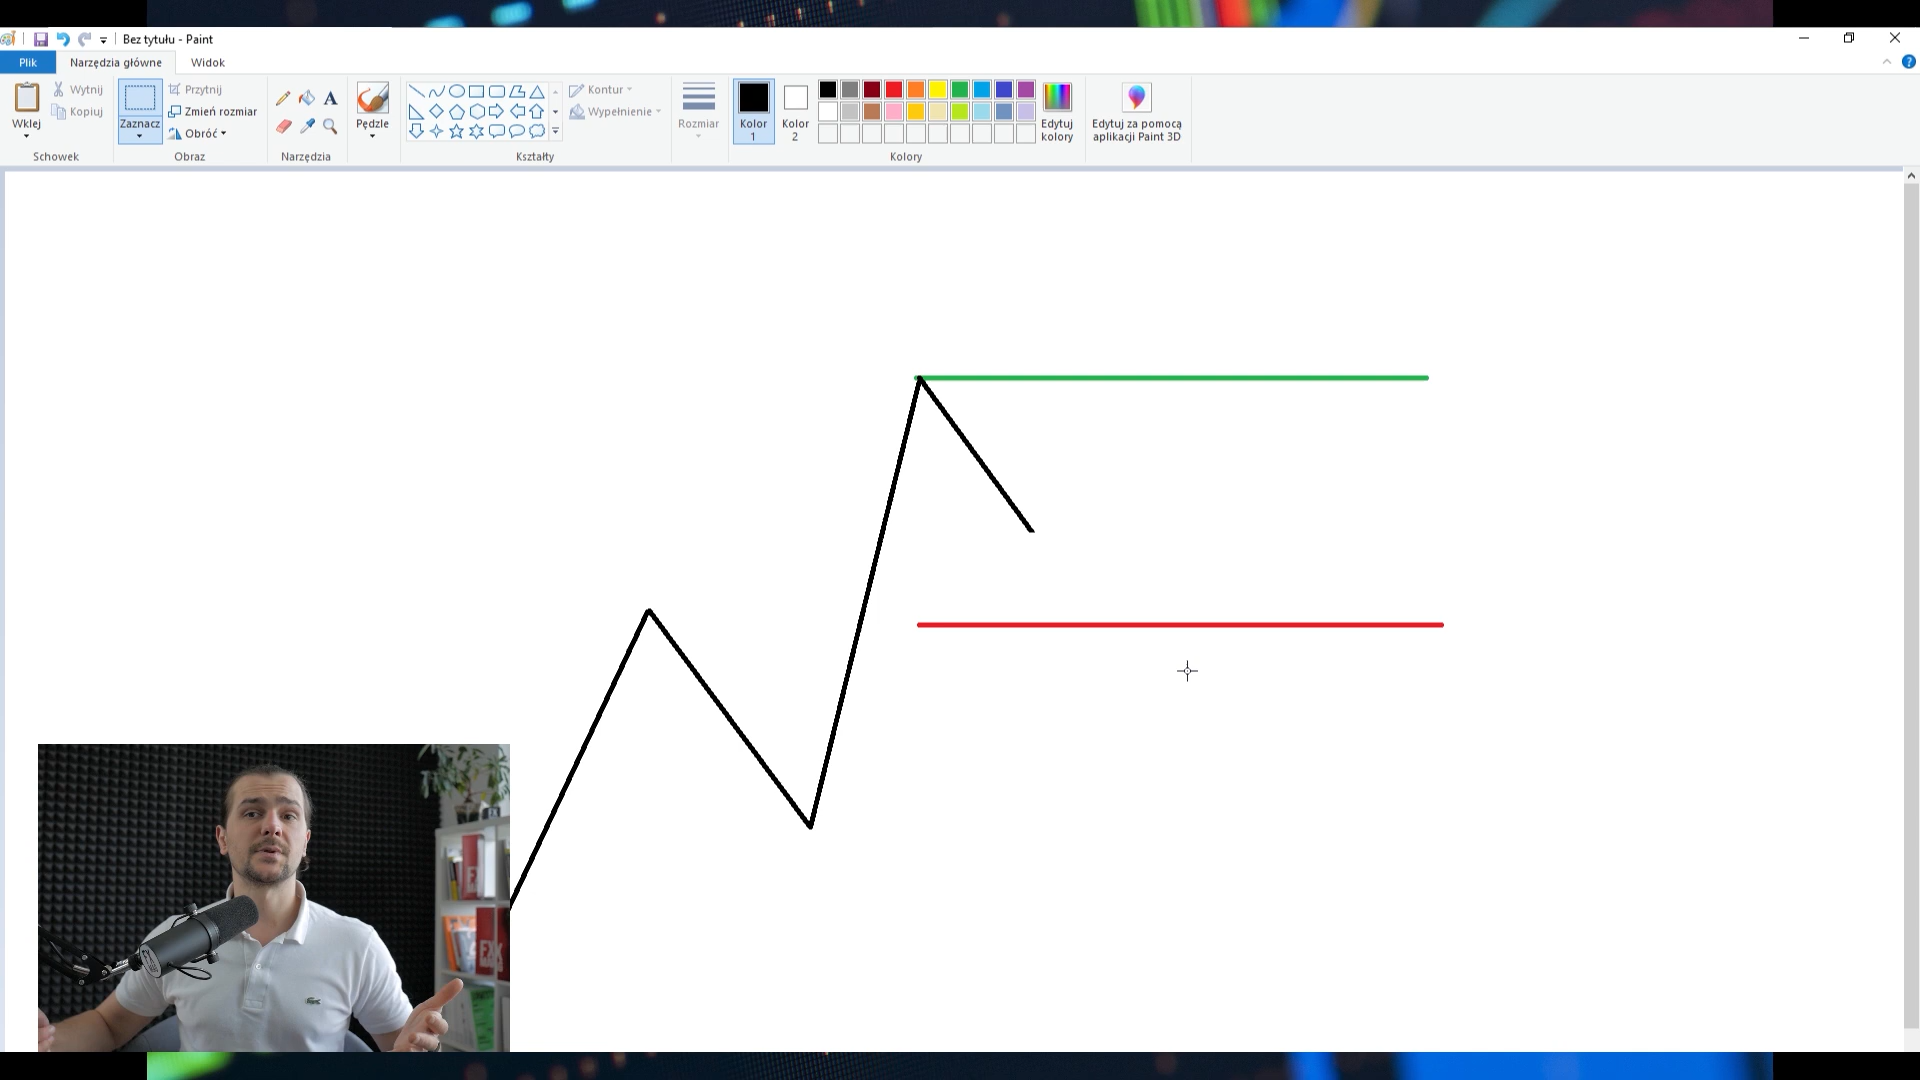 Bez tytułu - Paint
Plik
Narzędzia główne
Widok
Wklej
Wytnij
Kopiuj
Schowek
Zaznacz
Przytnij
Zmień rozmiar
Obróć
Obraz
A
Narzędzia
Pędzle
Kształty
Kontur
Wypełnienie
Rozmiar
Kolor
1
Kolor
2
Kolory
Edytuj
kolory
Edytuj za pomocą
aplikacji Paint 3D
?